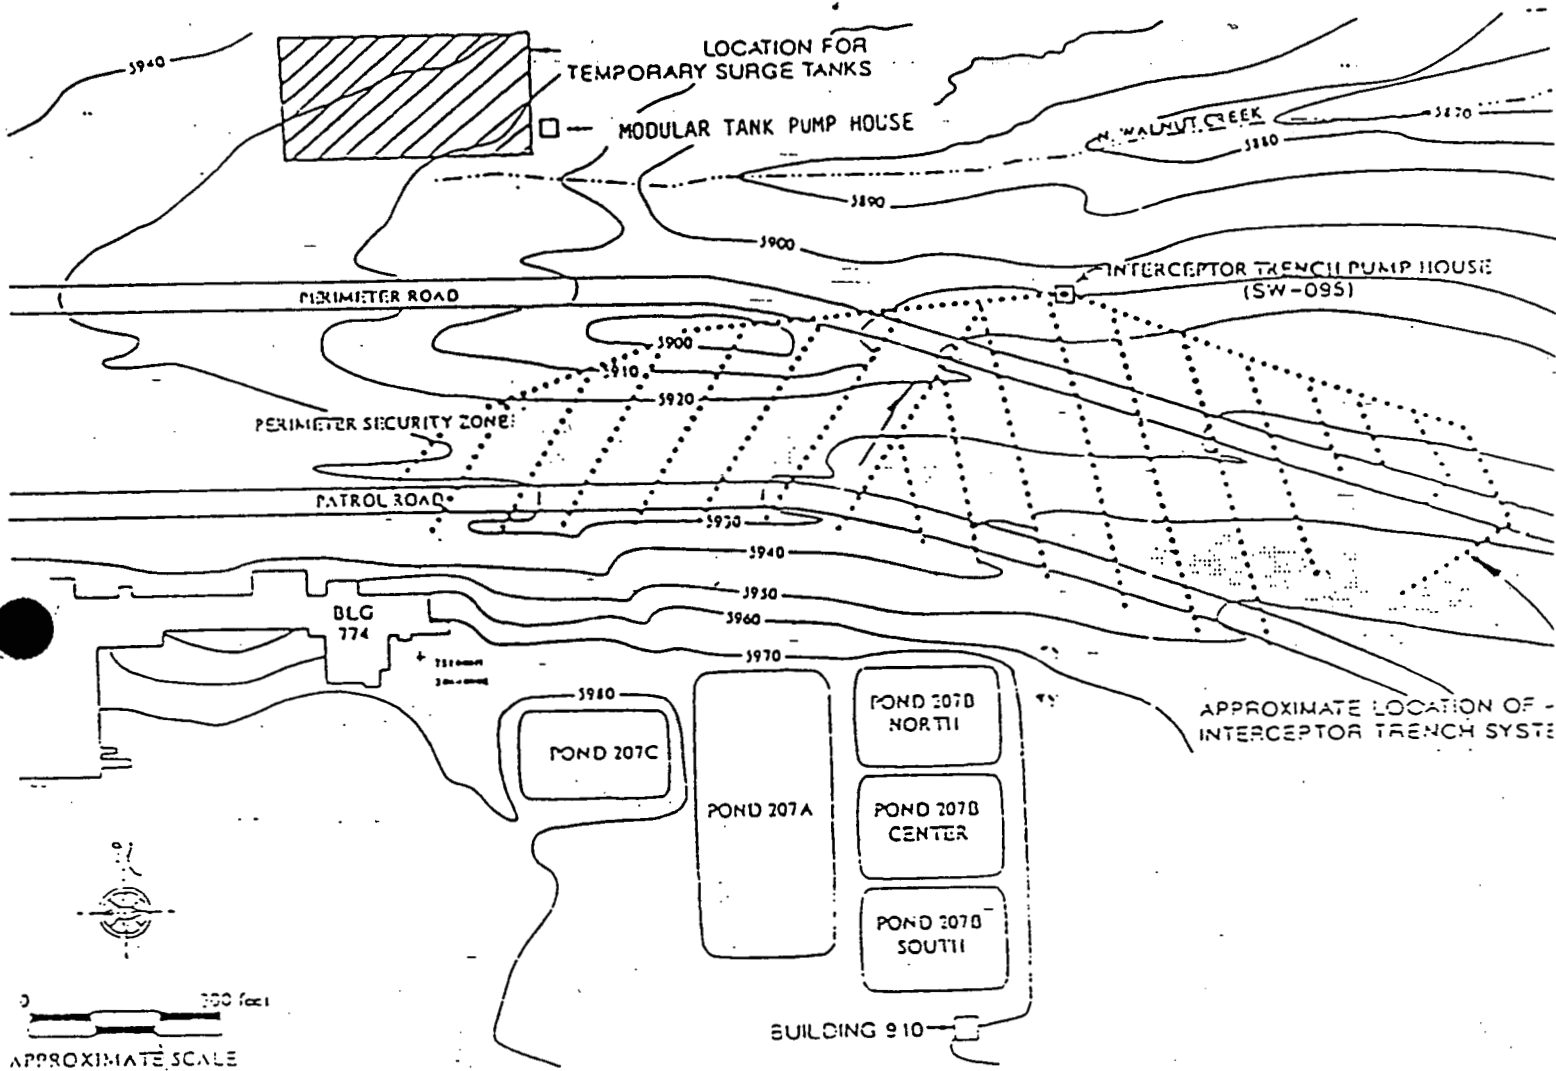 LOCATION FOR
TEMPORARY SURGE TANKS
5940
MODULAR TANK PUMP HOUSE
N. WALNUT CREEK
5870
5880
5890
5900
INTERCEPTOR TRENCH PUMP HOUSE
(SW-095)
PERIMETER ROAD
5900
5910
5920
PERIMETER SECURITY ZONE
PATROL ROAD
5930
5940
5950
BLG
774
5960
5970
5980
POND 207B
NORTH
APPROXIMATE LOCATION OF
INTERCEPTOR TRENCH SYSTE
POND 207C
POND 207A
POND 207B
CENTER
POND 207B
SOUTH
0
300 feet
BUILDING 910
APPROXIMATE SCALE